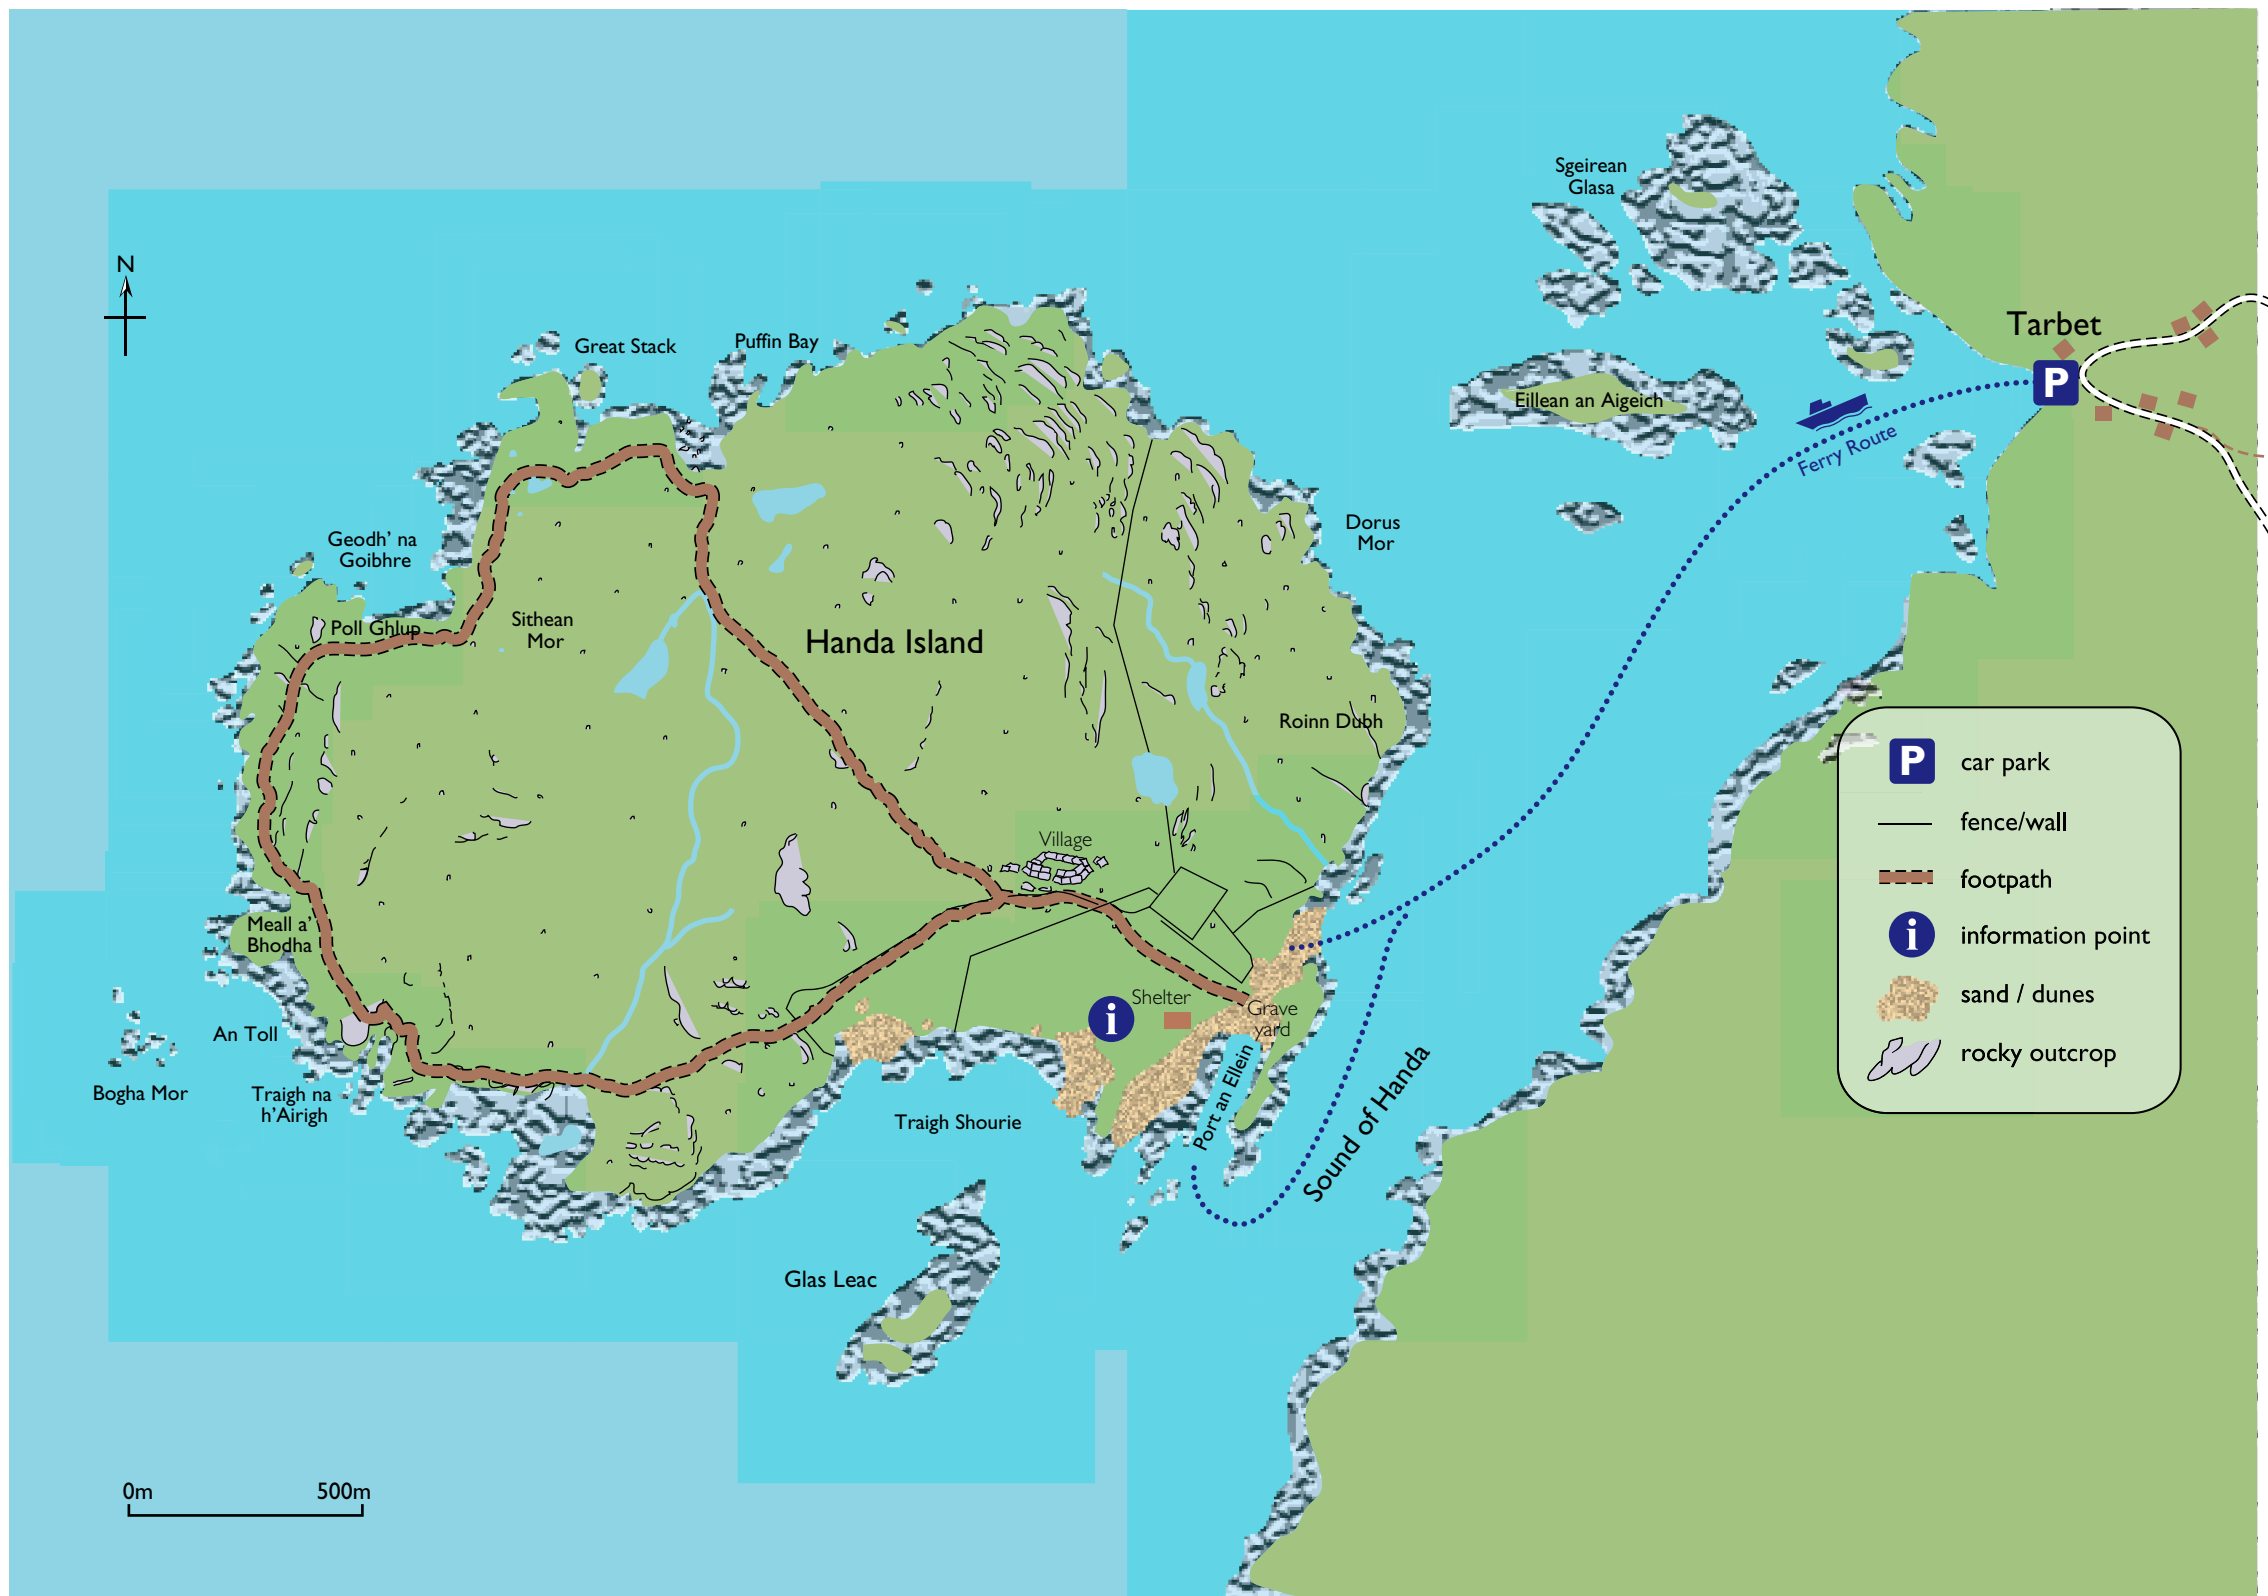 Sgeirean
Glasa
N
Tarbet
P
Great Stack
Puffin Bay
Eillean an Aigeich
Ferry Route
Dorus
Mor
Geodh' na
Goibhre
Poll Ghlup
Sithean
Mor
Handa Island
Roinn Dubh
P car park
fence/wall
footpath
i information point
sand / dunes
rocky outcrop
Village
Meall a'
Bhodha
Shelter
i
Grave
yard
An Toll
Bogha Mor
Traigh na
h'Airigh
Traigh Shourie
Port an Ellein
Sound of Handa
Glas Leac
0m 500m